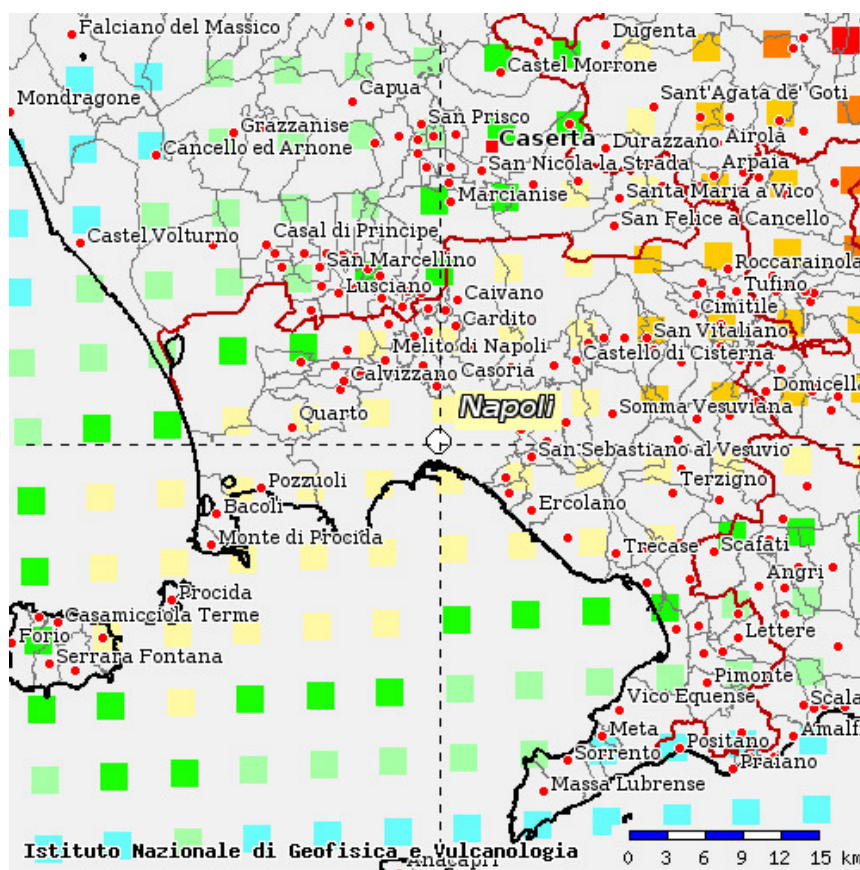 Falciano del Massico
Dugenta
Castel Morrone
Mondragone
Capua
Sant'Agata de' Goti
San Prisco
Grazzanise
Caserta
Durazzano
Airola
Cancello ed Arnone
San Nicola la Strada
Arpaia
Marcianise
Santa Maria a Vico
San Felice a Cancello
Castel Volturno
Casal di Principe
San Marcellino
Roccarainola
Lusciano
Caivano
Tufino
Cimitile
Cardito
San Vitaliano
Melito di Napoli
Castello di Cisterna
Calvizzano
Casoria
Domicella
Napoli
Quarto
Somma Vesuviana
San Sebastiano al Vesuvio
Pozzuoli
Terzigno
Bacoli
Ercolano
Monte di Procida
Trecase
Scafati
Angri
Procida
Casamicciola Terme
Forio
Lettere
Serrara Fontana
Pimonte
Vico Equense
Scala
Meta
Amalfi
Positano
Sorrento
Praiano
Massa Lubrense
Istituto Nazionale di Geofisica e Vulcanologia
Anacapri
0 3 6 9 12 15 km